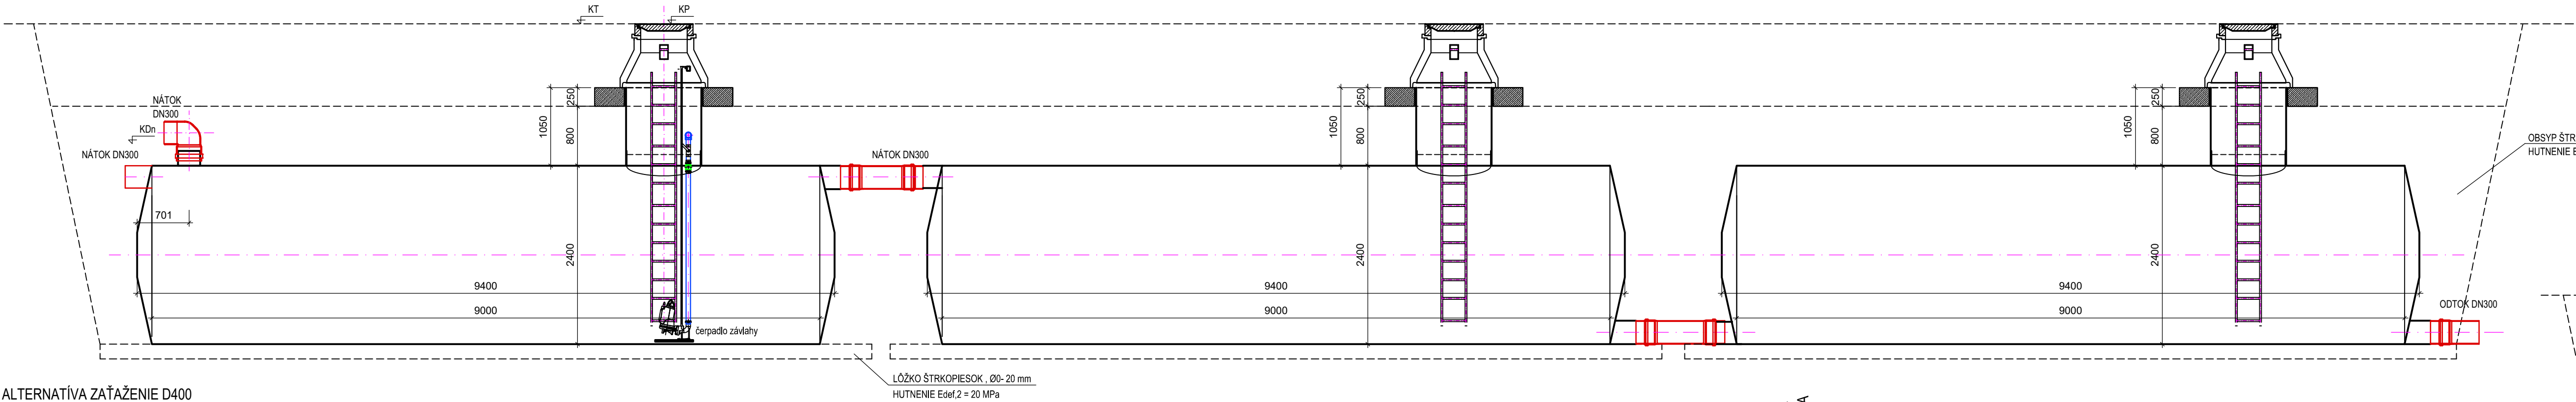 KT
KP
NÁTOK
DN300
KDn
NÁTOK DN300
701
1050
250
800
2400
9400
9000
čerpadlo závlahy
NÁTOK DN300
1050
250
800
2400
9400
9000
1050
250
800
2400
9400
9000
ODTOK DN300
OBSYP ŠTR
HUTNENIE E
LÔŽKO ŠTRKOPIESOK , Ø0- 20 mm
HUTNENIE Edef,2 = 20 MPa
ALTERNATÍVA ZAŤAŽENIE D400